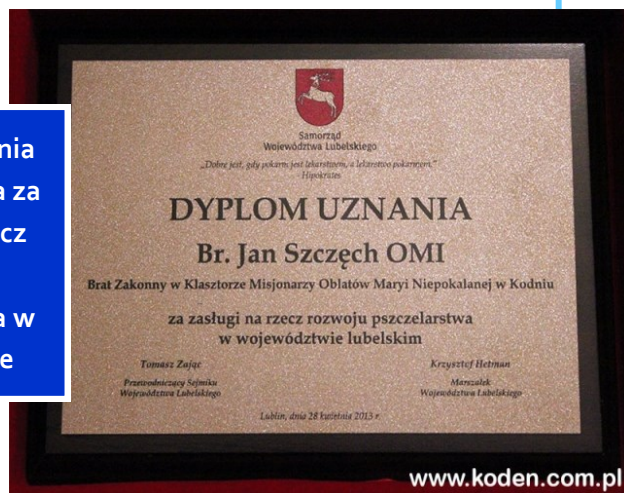 nia
a za
cz
a w
e
Samorząd
Województwa Lubelskiego
„Dobrze jest, gdy pokarm jest lekarstwem, a lekarstwo pokarmem."
Hipokrates
DYPLOM UZNANIA
Br. Jan Szczęch OMI
Brat Zakonny w Klasztorze Misjonarzy Oblatów Maryi Niepokalanej w Kodniu
za zasługi na rzecz rozwoju pszczelarstwa
w województwie lubelskim
Tomasz Zając
Przewodniczący Sejmiku
Województwa Lubelskiego
Krzysztof Hetman
Marszałek
Województwa Lubelskiego
Lublin, dnia 28 kwietnia 2013 r.
www.koden.com.pl